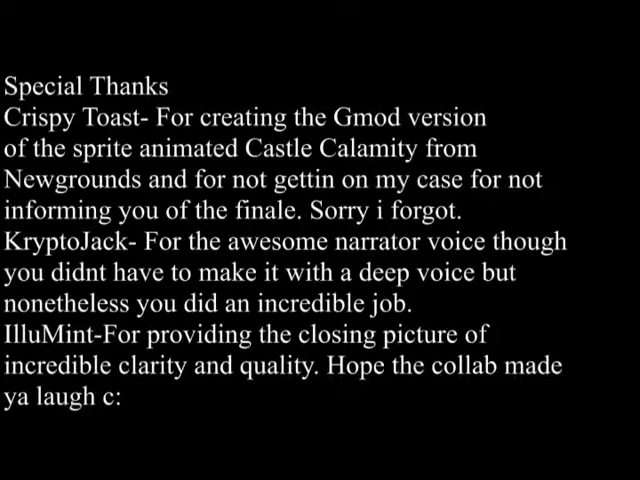 Special Thanks
Crispy Toast- For creating the Gmod version
of the sprite animated Castle Calamity from
Newgrounds and for not gettin on my case for not
informing you of the finale. Sorry i forgot.
KryptoJack- For the awesome narrator voice though
you didnt have to make it with a deep voice but
nonetheless you did an incredible job.
IlluMint-For providing the closing picture of
incredible clarity and quality. Hope the collab made
ya laugh c: